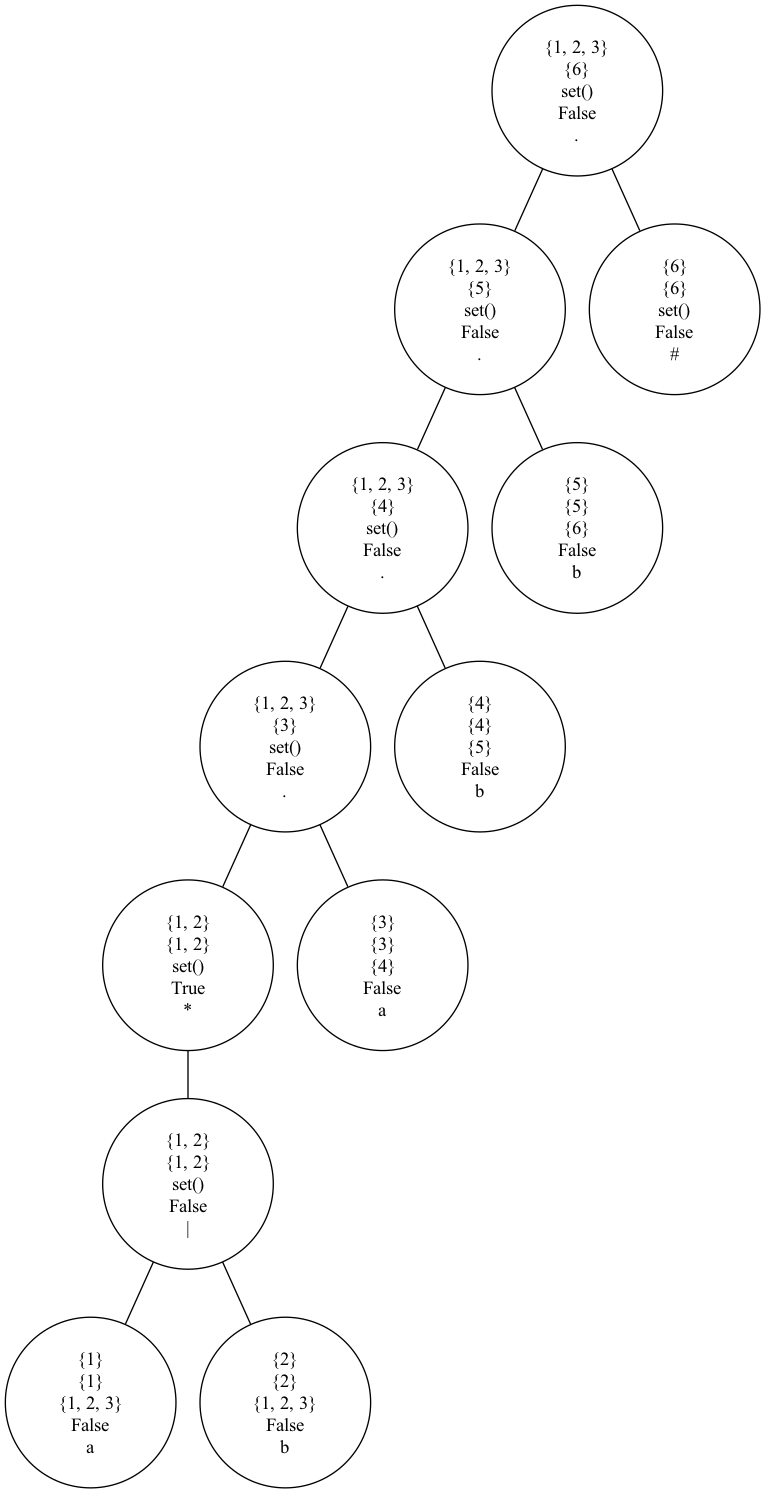 {1, 2, 3}
{6}
set()
False
.
{1, 2, 3}
{5}
set()
False
.
{6}
{6}
set()
False
#
{1, 2, 3}
{4}
set()
False
.
{5}
{5}
{6}
False
b
{1, 2, 3}
{3}
set()
False
.
{4}
{4}
{5}
False
b
{1, 2}
{1, 2}
set()
True
*
{3}
{3}
{4}
False
a
{1, 2}
{1, 2}
set()
False
|
{1}
{1}
{1, 2, 3}
False
a
{2}
{2}
{1, 2, 3}
False
b